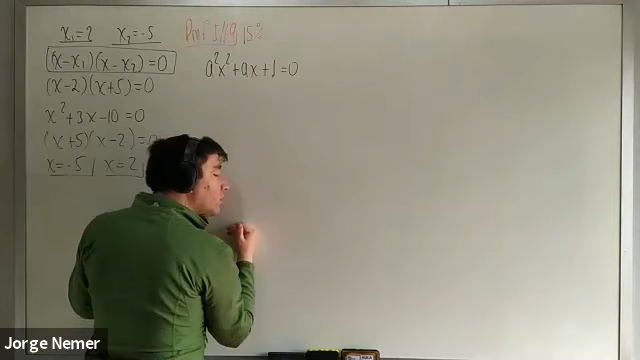 x₁=2 x₂=-5
(x-x₁)(x-x₂)=0
(x-2)(x+5)=0
x²+3x-10=0
(x+5)(x-2)=0
x=-5 x=2
a²x²+ax+1=0
Jorge Nemer